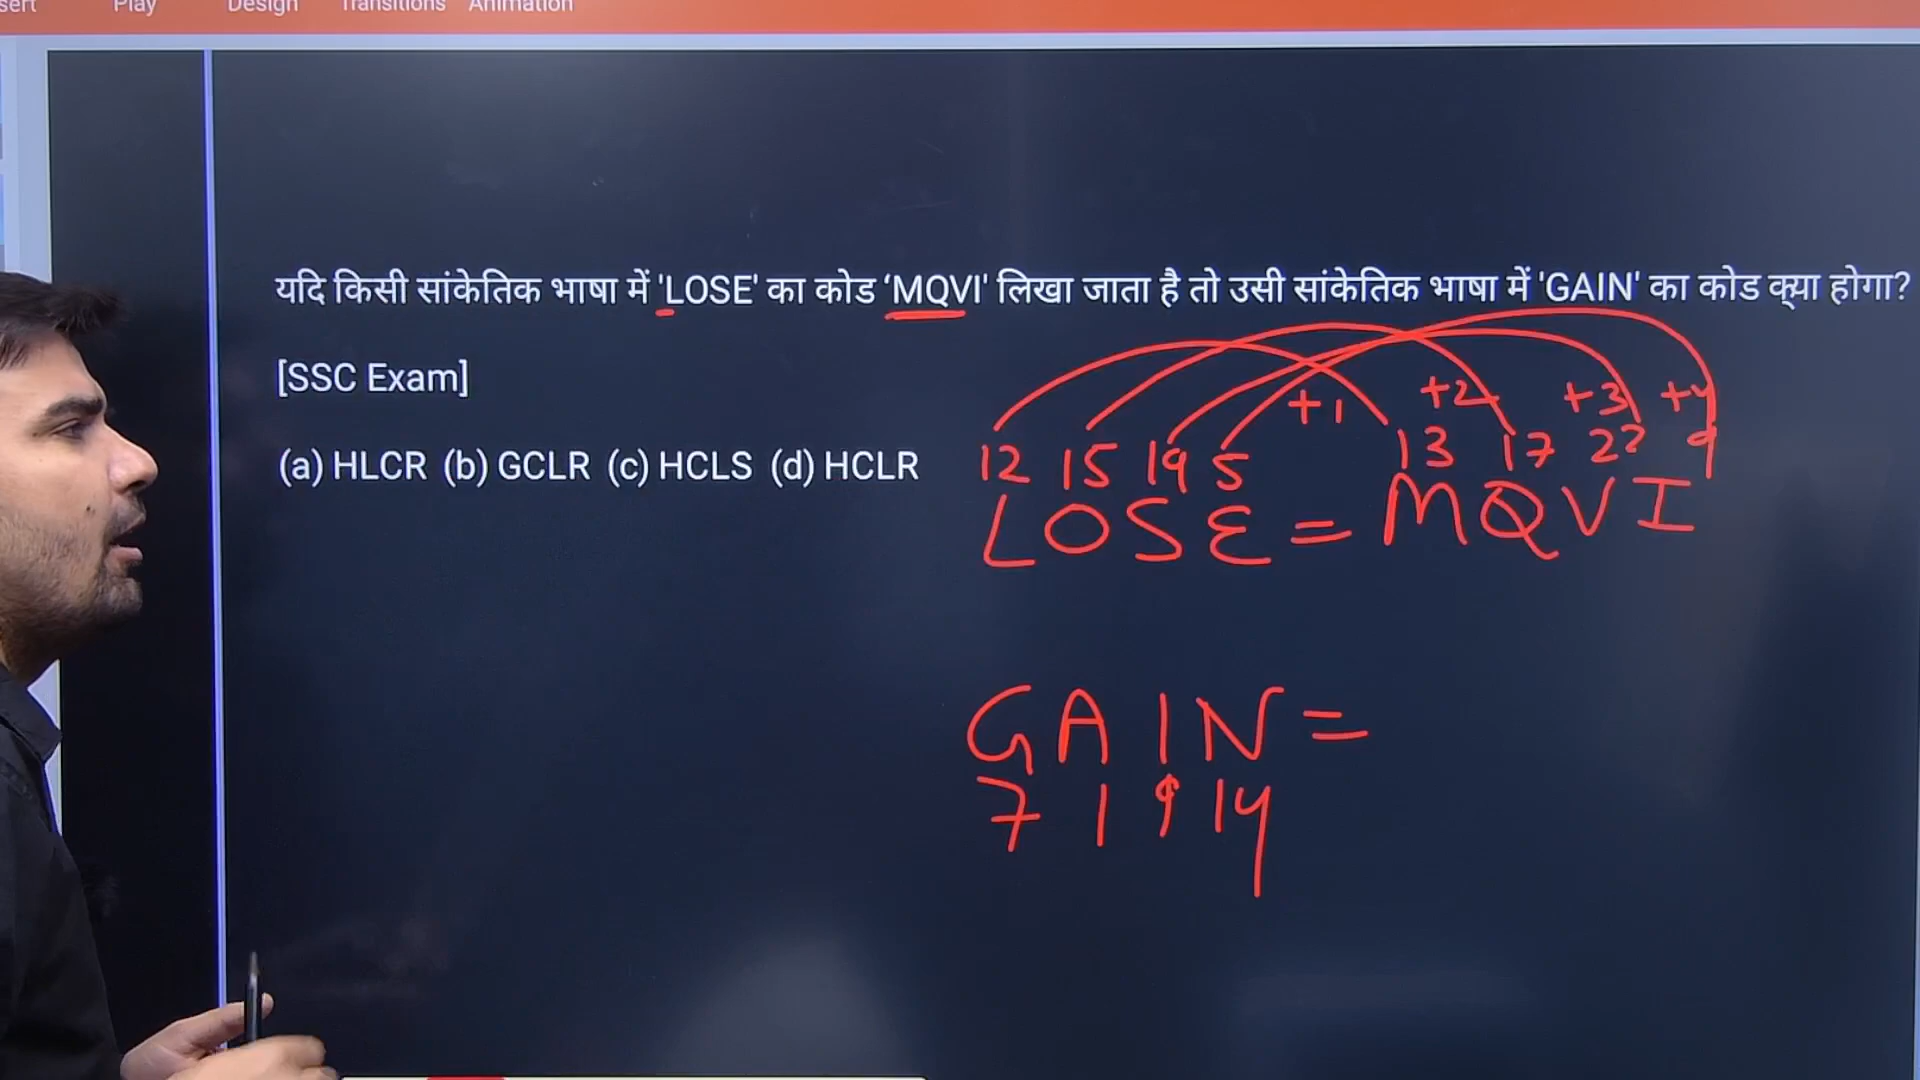 Play Design Transitions Animation
यदि किसी सांकेतिक भाषा में 'LOSE' का कोड ‘MQVI' लिखा जाता है तो उसी सांकेतिक भाषा में 'GAIN' का कोड क्या होगा?
[SSC Exam]
(a) HLCR (b) GCLR (c) HCLS (d) HCLR
+1 +2 +3 +4
12 15 19 5 13 17 22 9
LOSE = MQVI
GAIN =
7 1 9 14